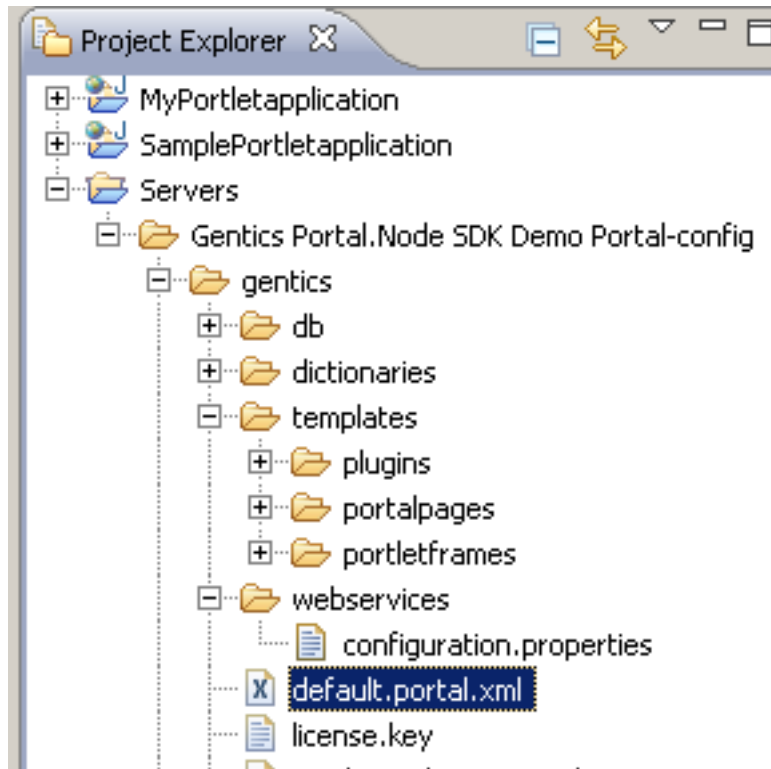 Project Explorer
MyPortletapplication
SamplePortletapplication
Servers
Gentics Portal.Node SDK Demo Portal-config
gentics
db
dictionaries
templates
plugins
portalpages
portletframes
webservices
configuration.properties
default.portal.xml
license.key